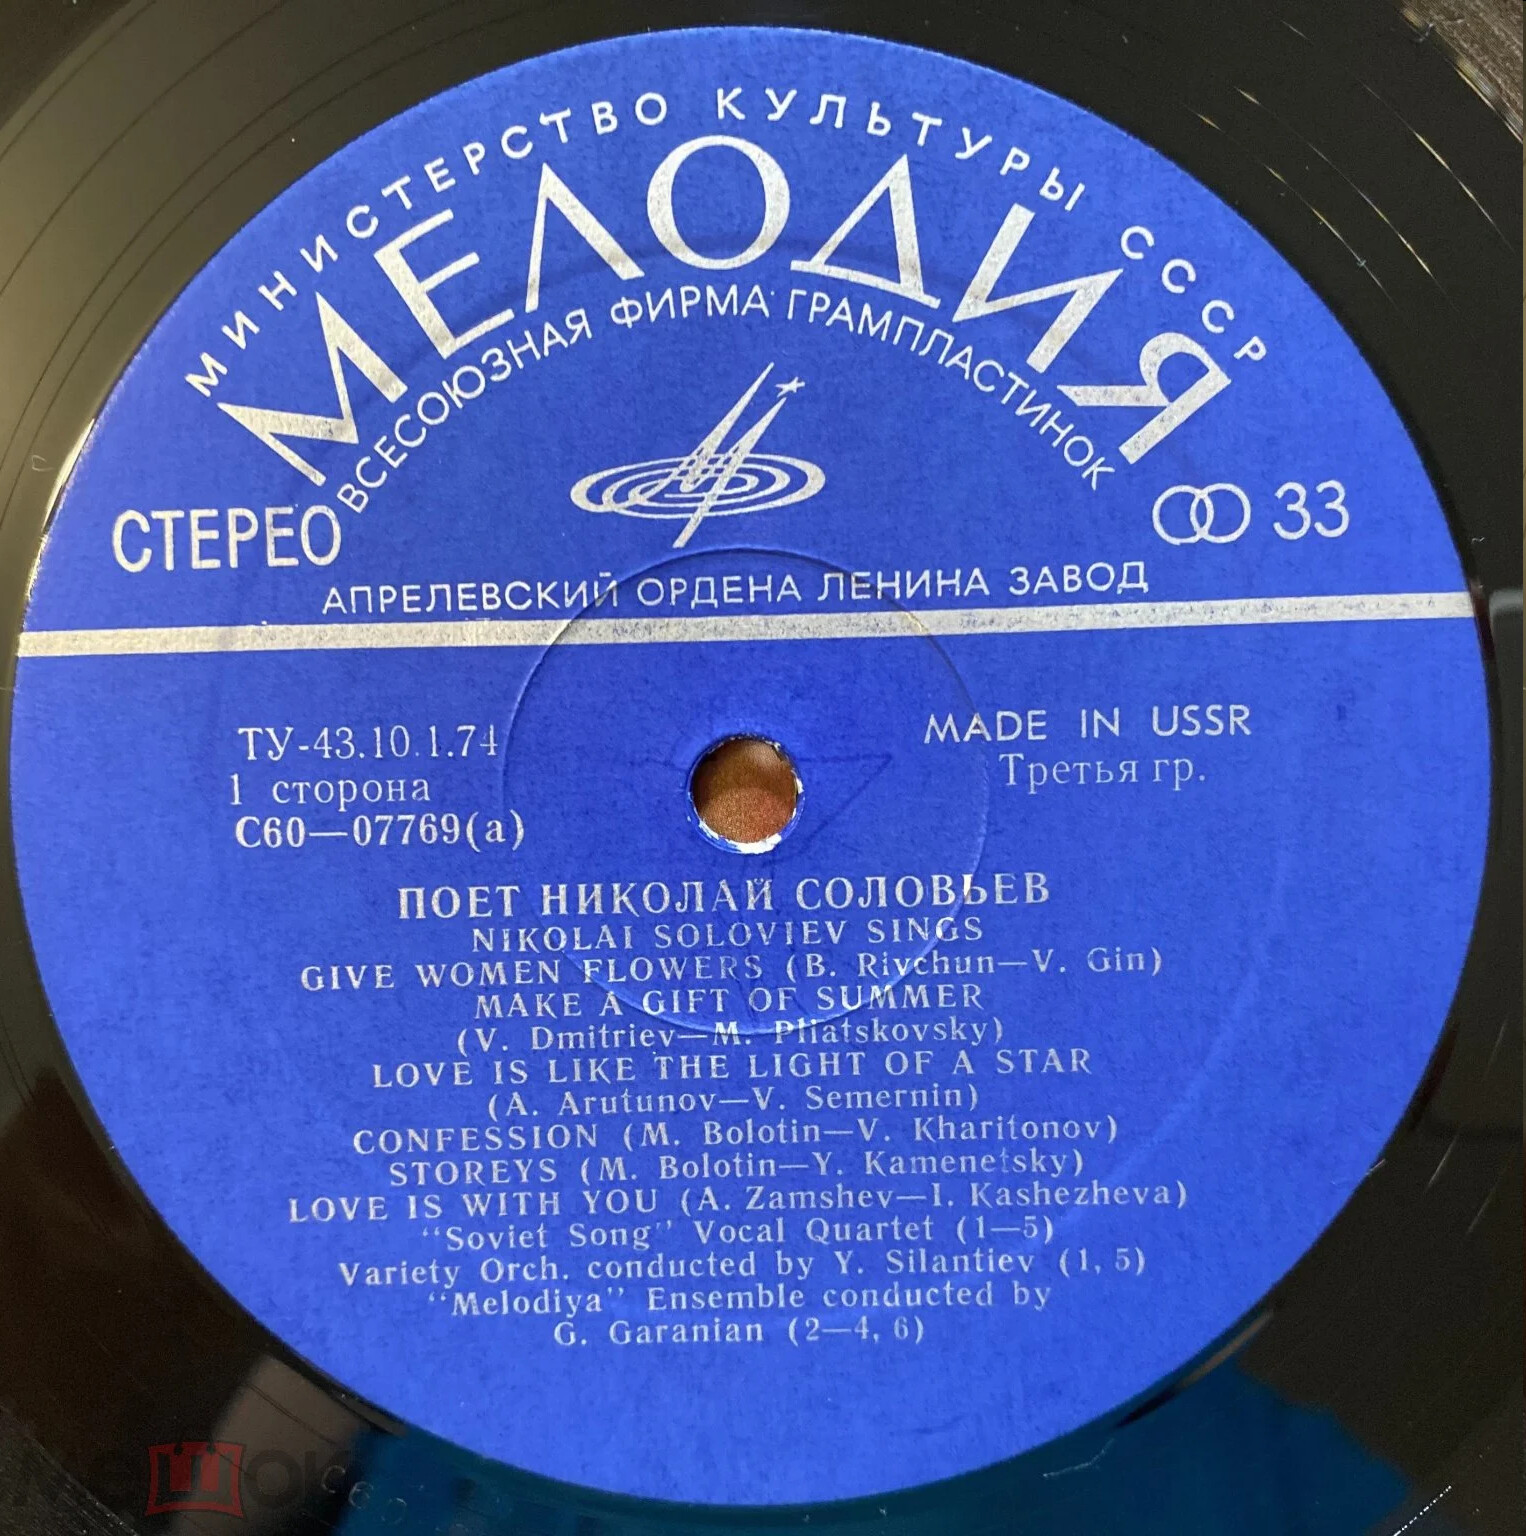 МИНИСТЕРСТВО КУЛЬТУРЫ СССР
МЕЛОДИЯ
ВСЕСОЮЗНАЯ ФИРМА ГРАМПЛАСТИНОК
СТЕРЕО
33
АПРЕЛЕВСКИЙ ОРДЕНА ЛЕНИНА ЗАВОД
ТУ-43.10.1.74
MADE IN USSR
1 сторона
Третья гр.
С60—07769(а)
ПОЕТ НИКОЛАЙ СОЛОВЬЕВ
NIKOLAI SOLOVIEV SINGS
GIVE WOMEN FLOWERS (B. Rivchun—V. Gin)
MAKE A GIFT OF SUMMER
(V. Dmitriev—M. Pliatskovsky)
LOVE IS LIKE THE LIGHT OF A STAR
(A. Arutunov—V. Semernin)
CONFESSION (M. Bolotin—V. Kharitonov)
STOREYS (M. Bolotin—Y. Kamenetsky)
LOVE IS WITH YOU (A. Zamshev—I. Kashezheva)
"Soviet Song" Vocal Quartet (1—5)
Variety Orch. conducted by Y. Silantiev (1, 5)
"Melodiya" Ensemble conducted by
G. Garanian (2—4, 6)
мешок